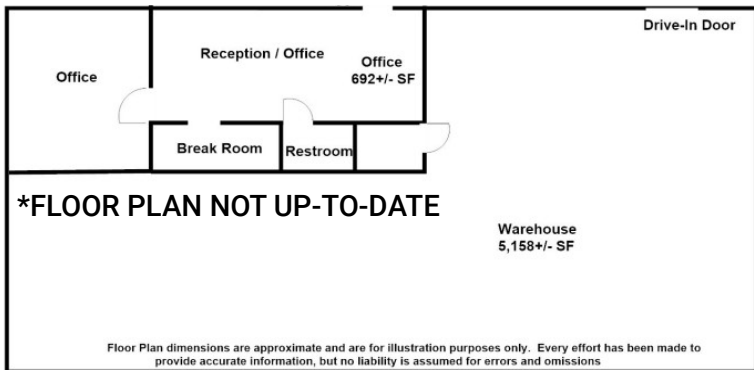 Drive-In Door
Reception / Office
Office
692+/- SF
Office
Break Room
Restroom
*FLOOR PLAN NOT UP-TO-DATE
Warehouse
5,158+/- SF
Floor Plan dimensions are approximate and are for illustration purposes only.  Every effort has been made to
provide accurate information, but no liability is assumed for errors and omissions